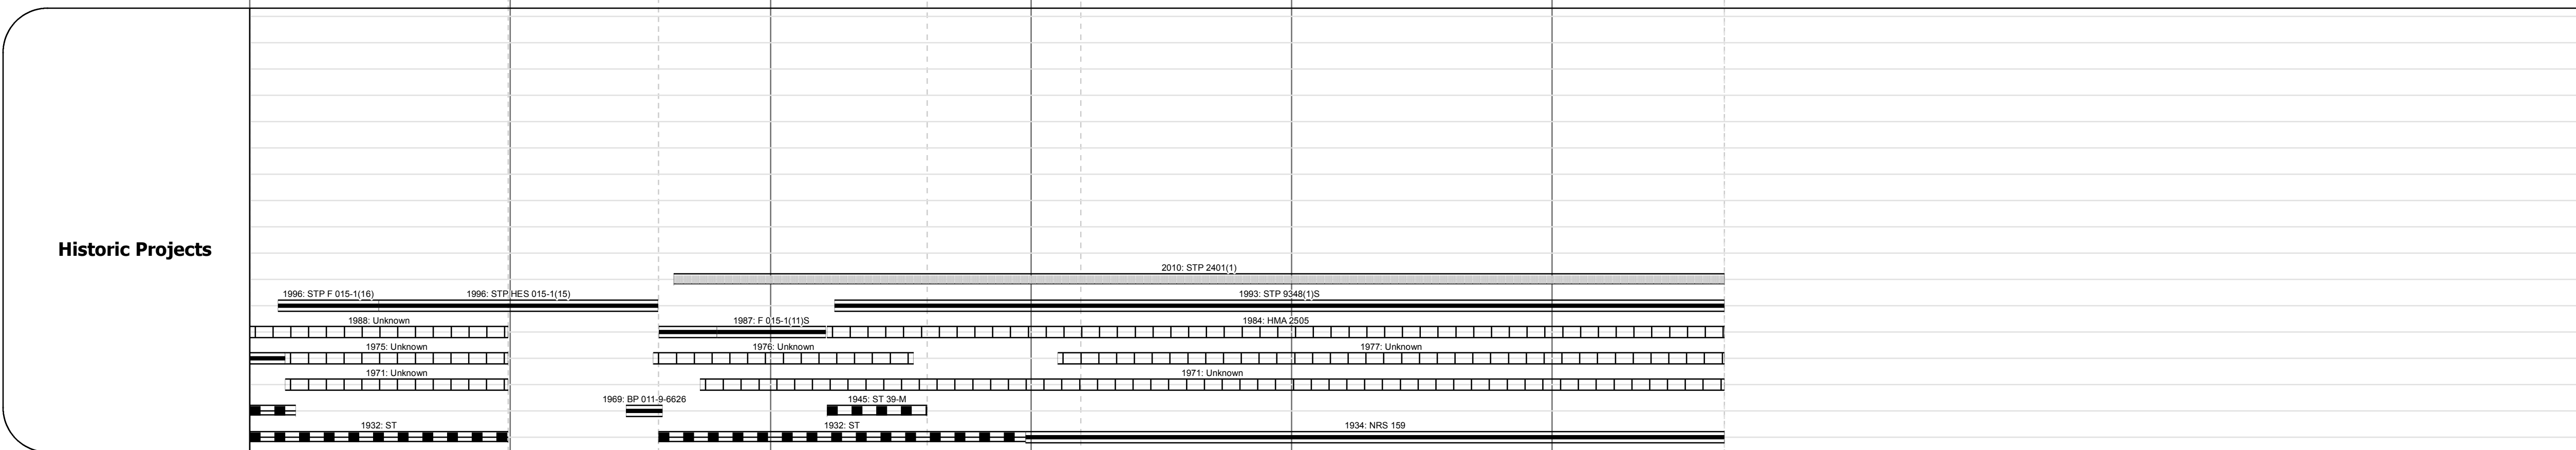 Historic Projects
2010: STP 2401(1)
1996: STP F 015-1(16) 1996: STP HES 015-1(15) 1993: STP 9348(1)S
1988: Unknown 1987: F 015-1(11)S 1984: HMA 2505
1975: Unknown 1976: Unknown 1977: Unknown
1971: Unknown 1971: Unknown
1969: BP 011-9-6626 1945: ST 39-M
1932: ST 1932: ST 1934: NRS 159